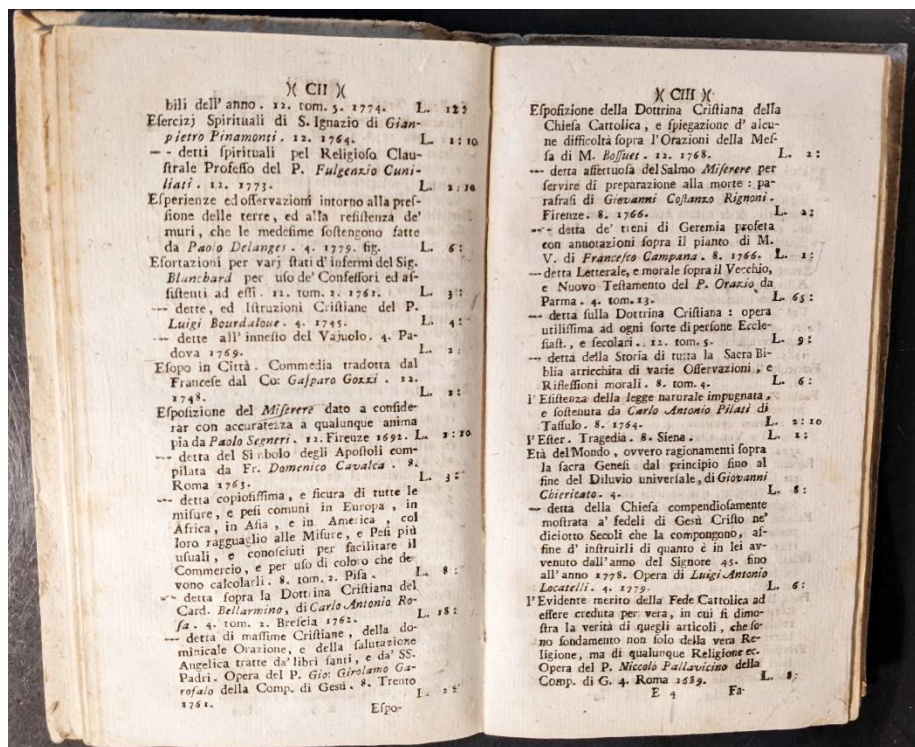 )( CII )(
bili dell' anno . 12. tom. 5. 1774. L. 12:
Eſercizj Spirituali di S. Ignazio di Gian-
pietro Pinamonti . 12. 1764. L. 1:10
-- detti ſpirituali pel Religioſo Clau-
ſtrale Profeſſo del P. Fulgenzio Cuni-
liati . 12. 1773. L. 2:10
Eſperienze ed oſſervazioni intorno alla preſ-
ſione delle terre, ed alla reſiſtenza de'
muri, che le medeſime ſoſtengono fatte
da Paolo Delanges . 4. 1779. fig. L. 6:
Eſortazioni per varj ſtati d'infermi del Sig.
Blanchard per uſo de' Confeſſori ed aſ-
ſiſtenti ad eſſi . 12. tom. 2. 1761. L. 3:
--- dette, ed Iſtruzioni Criſtiane del P.
Luigi Bourdaloue . 4. 1745. L. 4:
-- dette all' inneſto del Vajuolo. 4. Pa-
dova 1769. L. 2:
Eſopo in Città . Commedia tradotta dal
Franceſe dal Co: Gaſparo Gozzi . 12.
1748. L. 1:
Eſpoſizione del Miſerere dato a conſide-
rar con accuratezza a qualunque anima
pia da Paolo Segneri . 12. Firenze 1692. L. 1:10
-- detta del Simbolo degli Apoſtoli com-
pilata da Fr. Domenico Cavalca . 8.
Roma 1763. L. 3:
--- detta copioſiſſima, e ſicura di tutte le
miſure, e peſi comuni in Europa, in
Africa, in Aſia, e in America, col
loro ragguaglio alle Miſure, e Peſi più
uſuali, e conoſciuti per facilitare il
Commercio, e per uſo di coloro che de-
vono calcolarli . 8. tom. 2. Piſa . L. 8:
-- detta ſopra la Dottrina Criſtiana del
Card. Bellarmino, di Carlo Antonio Ro-
ſa . 4. tom. 2. Breſcia 1762. L. 18:
--- detta di maſſime Criſtiane, della do-
minicale Orazione, e della ſalutazione
Angelica tratte da' libri ſanti, e da' SS.
Padri. Opera del P. Gio: Girolamo Ga-
rofalo della Comp. di Gesù. 8. Trento
1761. L. 2:
Eſpo-
)( CIII )(
Eſpoſizione della Dottrina Criſtiana della
Chieſa Cattolica, e ſpiegazione d' alcu-
ne difficoltà ſopra l'Orazioni della Meſ-
ſa di M. Boſſuet . 12. 1768. L. 2:
--- detta affettuoſa del Salmo Miſerere per
ſervire di preparazione alla morte : pa-
rafraſi di Giovanni Coſtanzo Rignoni .
Firenze. 8. 1766. L. 2:
--- detta de' treni di Geremia profeta
con annotazioni ſopra il pianto di M.
V. di Franceſco Campana . 8. 1766. L. 1:
--- detta Letterale, e morale ſopra il Vecchio,
e Nuovo Teſtamento del P. Orazio da
Parma . 4. tom. 13. L. 65:
--- detta ſulla Dottrina Criſtiana : opera
utiliſſima ad ogni ſorte di perſone Eccle-
ſiaſt., e ſecolari . 12. tom. 5. L. 9:
--- detta della Storia di tutta la Sacra Bi-
blia arricchita di varie Oſſervazioni, e
Rifleſſioni morali . 8. tom. 4. L. 6:
l' Eſiſtenza della legge naturale impugnata,
e ſoſtenuta da Carlo Antonio Pilati di
Taſſulo. 8. 1764. L. 2:10
l'Eſter. Tragedia. 8. Siena . L. 1:
Età del Mondo, ovvero ragionamenti ſopra
la ſacra Geneſi dal principio fino al
fine del Diluvio univerſale, di Giovanni
Chiericato . 4. L. 8:
--- detta della Chieſa compendioſamente
moſtrata a' fedeli di Gesù Criſto ne'
diciotto Secoli che la compongono, af-
fine d' inſtruirli di quanto è in lei av-
venuto dall'anno del Signore 45. fino
all' anno 1778. Opera di Luigi Antonio
Locatelli . 4. 1779. L. 6:
l' Evidente merito della Fede Cattolica ad
eſſere creduta per vera, in cui ſi dimo-
ſtra la verità di quegli articoli, che ſo-
no fondamento non ſolo della vera Re-
ligione, ma di qualunque Religione ec.
Opera del P. Niccolò Pallavicino della
Comp. di G. 4. Roma 1689. L. 8:
E 4 Fa-